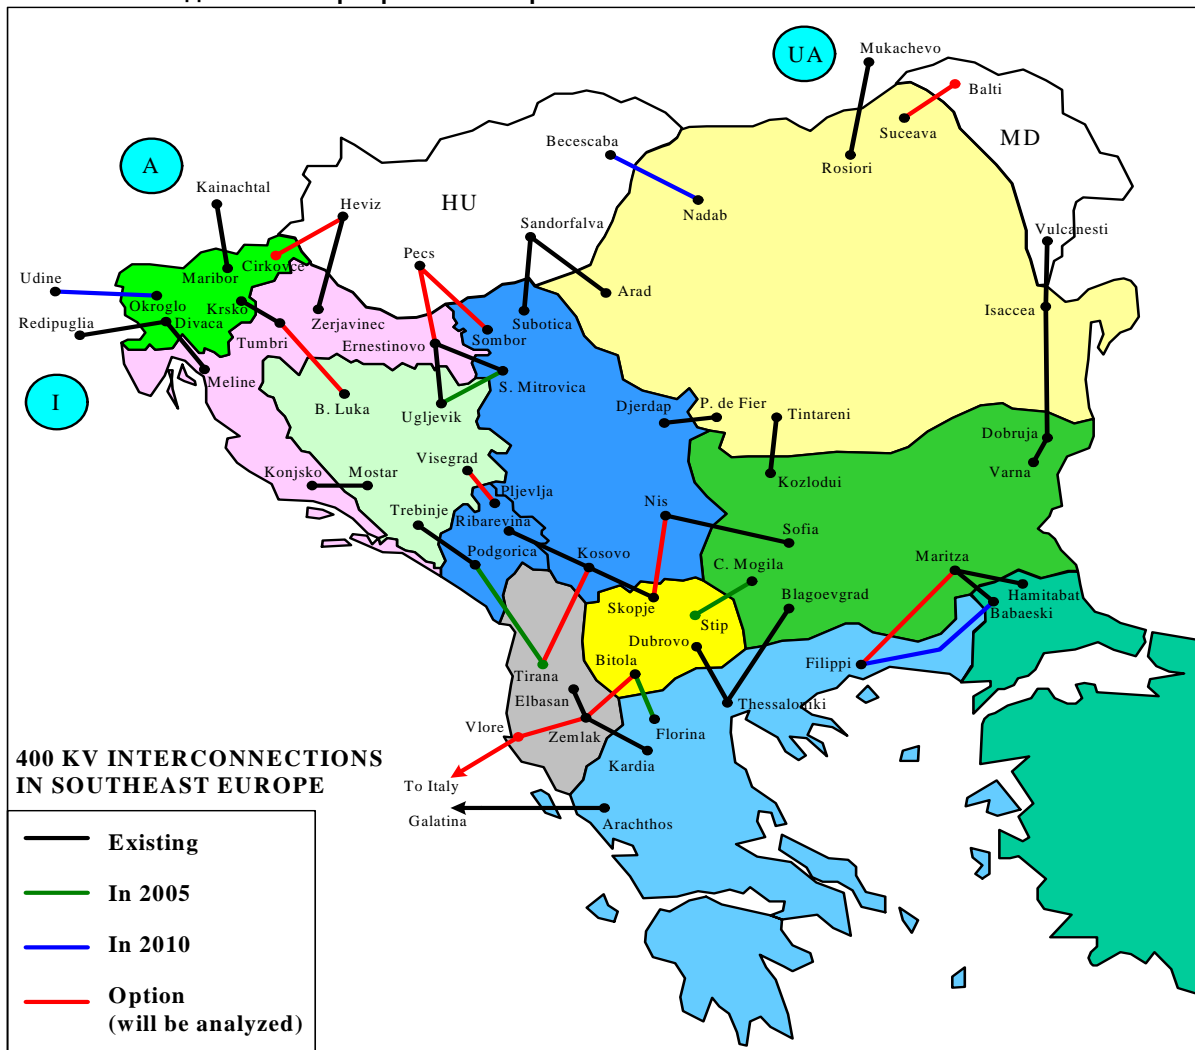 UA
Mukachevo
Balti
Suceava
MD
Rosiori
A
Kainachtal
Becescaba
HU
Nadab
Heviz
Sandorfalva
Vulcanesti
Pecs
Cirkovce
Maribor
Udine
Okroglo
Krsko
Arad
Isaccea
Redipuglia
Divaca
Zerjavinec
Subotica
Tumbri
Ernestinovo
Sombor
Meline
S. Mitrovica
I
B. Luka
Ugljevik
Djerdap
P. de Fier
Tintareni
Dobruja
Visegrad
Varna
Konjsko
Mostar
Kozlodui
Pljevlja
Trebinje
Ribarevina
Nis
Sofia
Podgorica
Kosovo
C. Mogila
Maritza
Hamitabat
Blagoevgrad
Skopje
Babaeski
Stip
Dubrovo
Bitola
Filippi
Tirana
Elbasan
Thessaloniki
Vlore
Zemlak
Florina
Kardia
400 KV INTERCONNECTIONS
IN SOUTHEAST EUROPE
To Italy
Galatina
Arachthos
Existing
In 2005
In 2010
Option
(will be analyzed)